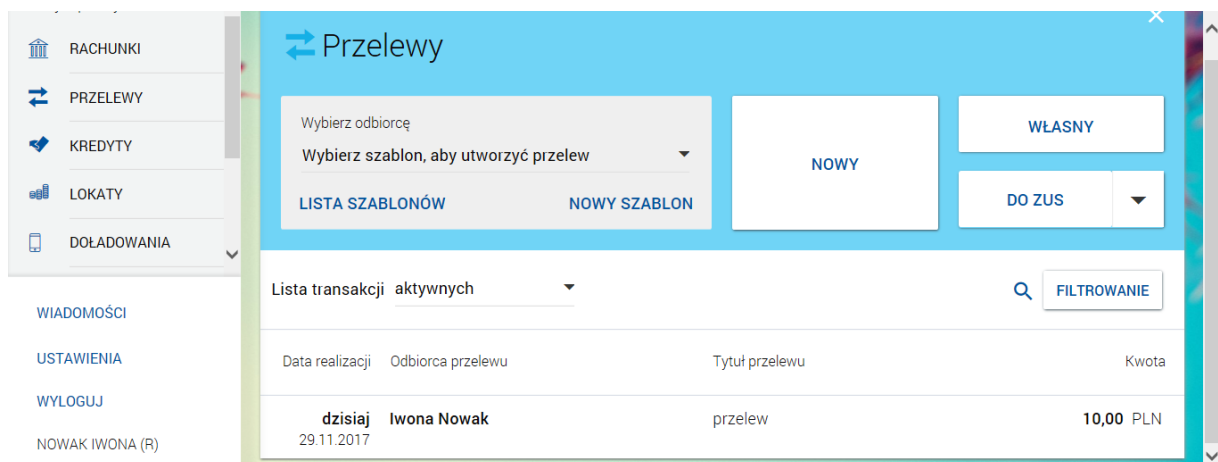 RACHUNKI
PRZELEWY
KREDYTY
LOKATY
DOŁADOWANIA
WIADOMOŚCI
USTAWIENIA
WYLOGUJ
NOWAK IWONA (R)
Przelewy
Wybierz odbiorcę
Wybierz szablon, aby utworzyć przelew
LISTA SZABLONÓW NOWY SZABLON
NOWY
WŁASNY
DO ZUS
Lista transakcji aktywnych
FILTROWANIE
Data realizacji Odbiorca przelewu Tytuł przelewu Kwota
dzisiaj Iwona Nowak przelew 10,00 PLN
29.11.2017